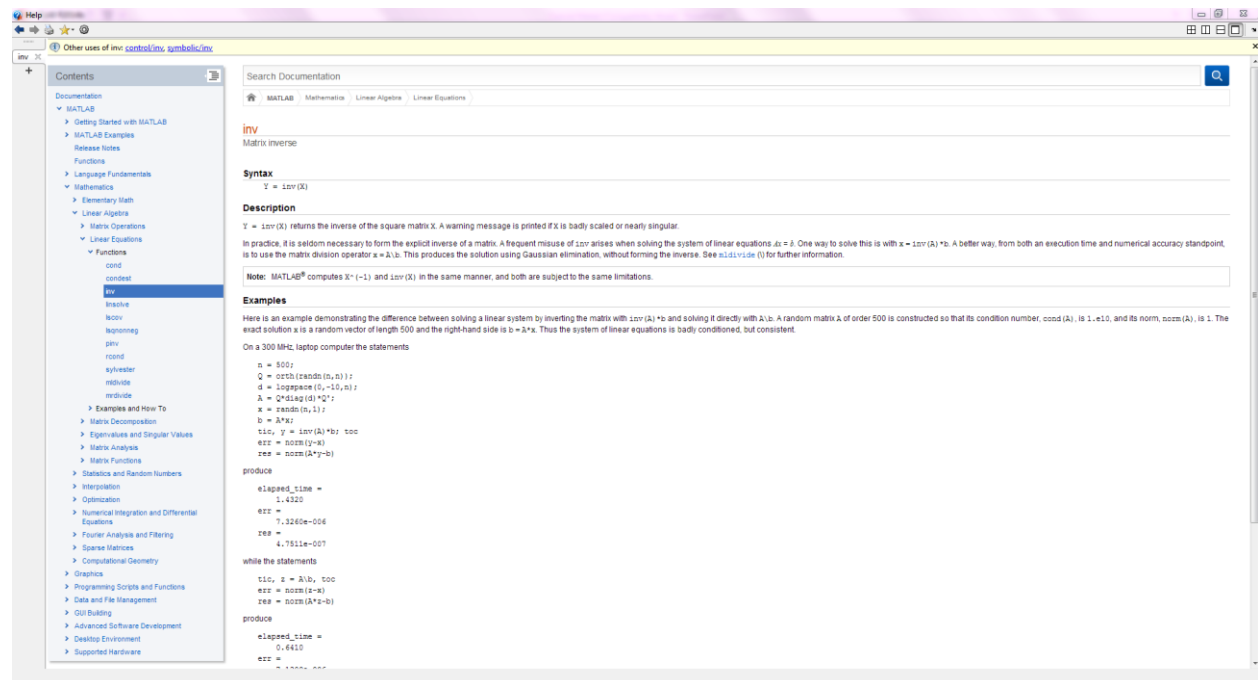 Help
Other uses of inv: control/inv, symbolic/inv
inv
Contents
Documentation
MATLAB
Getting Started with MATLAB
MATLAB Examples
Release Notes
Functions
Language Fundamentals
Mathematics
Elementary Math
Linear Algebra
Matrix Operations
Linear Equations
Functions
cond
condest
inv
linsolve
lscov
lsqnonneg
pinv
rcond
sylvester
mldivide
mrdivide
Examples and How To
Matrix Decomposition
Eigenvalues and Singular Values
Matrix Analysis
Matrix Functions
Statistics and Random Numbers
Interpolation
Optimization
Numerical Integration and Differential
Equations
Fourier Analysis and Filtering
Sparse Matrices
Computational Geometry
Graphics
Programming Scripts and Functions
Data and File Management
GUI Building
Advanced Software Development
Desktop Environment
Supported Hardware
Search Documentation
MATLAB Mathematics Linear Algebra Linear Equations
inv
Matrix inverse
Syntax
Y = inv(X)
Description
Y = inv(X) returns the inverse of the square matrix X. A warning message is printed if X is badly scaled or nearly singular.
In practice, it is seldom necessary to form the explicit inverse of a matrix. A frequent misuse of inv arises when solving the system of linear equations Ax = b. One way to solve this is with x = inv(A)*b. A better way, from both an execution time and numerical accuracy standpoint,
is to use the matrix division operator x = A\b. This produces the solution using Gaussian elimination, without forming the inverse. See mldivide (\) for further information.
Note: MATLAB® computes X^(-1) and inv(X) in the same manner, and both are subject to the same limitations.
Examples
Here is an example demonstrating the difference between solving a linear system by inverting the matrix with inv(A)*b and solving it directly with A\b. A random matrix A of order 500 is constructed so that its condition number, cond(A), is 1.e10, and its norm, norm(A), is 1. The
exact solution x is a random vector of length 500 and the right-hand side is b = A*x. Thus the system of linear equations is badly conditioned, but consistent.
On a 300 MHz, laptop computer the statements
n = 500;
Q = orth(randn(n,n));
d = logspace(0,-10,n);
A = Q*diag(d)*Q';
x = randn(n,1);
b = A*x;
tic, y = inv(A)*b; toc
err = norm(y-x)
res = norm(A*y-b)
produce
elapsed_time =
1.4320
err =
7.3260e-006
res =
4.7511e-007
while the statements
tic, z = A\b, toc
err = norm(z-x)
res = norm(A*z-b)
produce
elapsed_time =
0.6410
err =